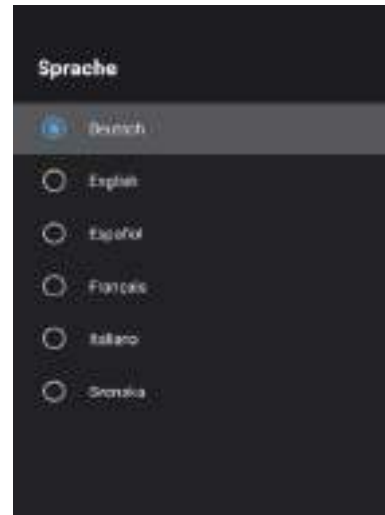 Sprache
Deutsch
English
Español
Français
Italiano
Svenska